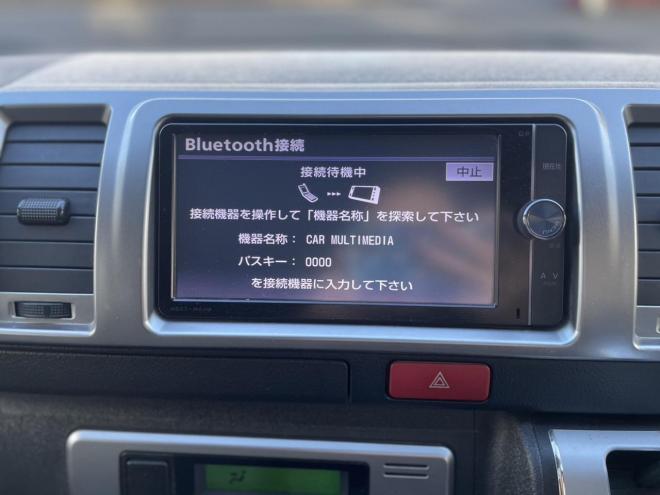 Bluetooth接続
接続待機中
中止
接続機器を操作して「機器名称」を探索して下さい
機器名称： CAR MULTIMEDIA
パスキー： 0000
を接続機器に入力して下さい
現在地